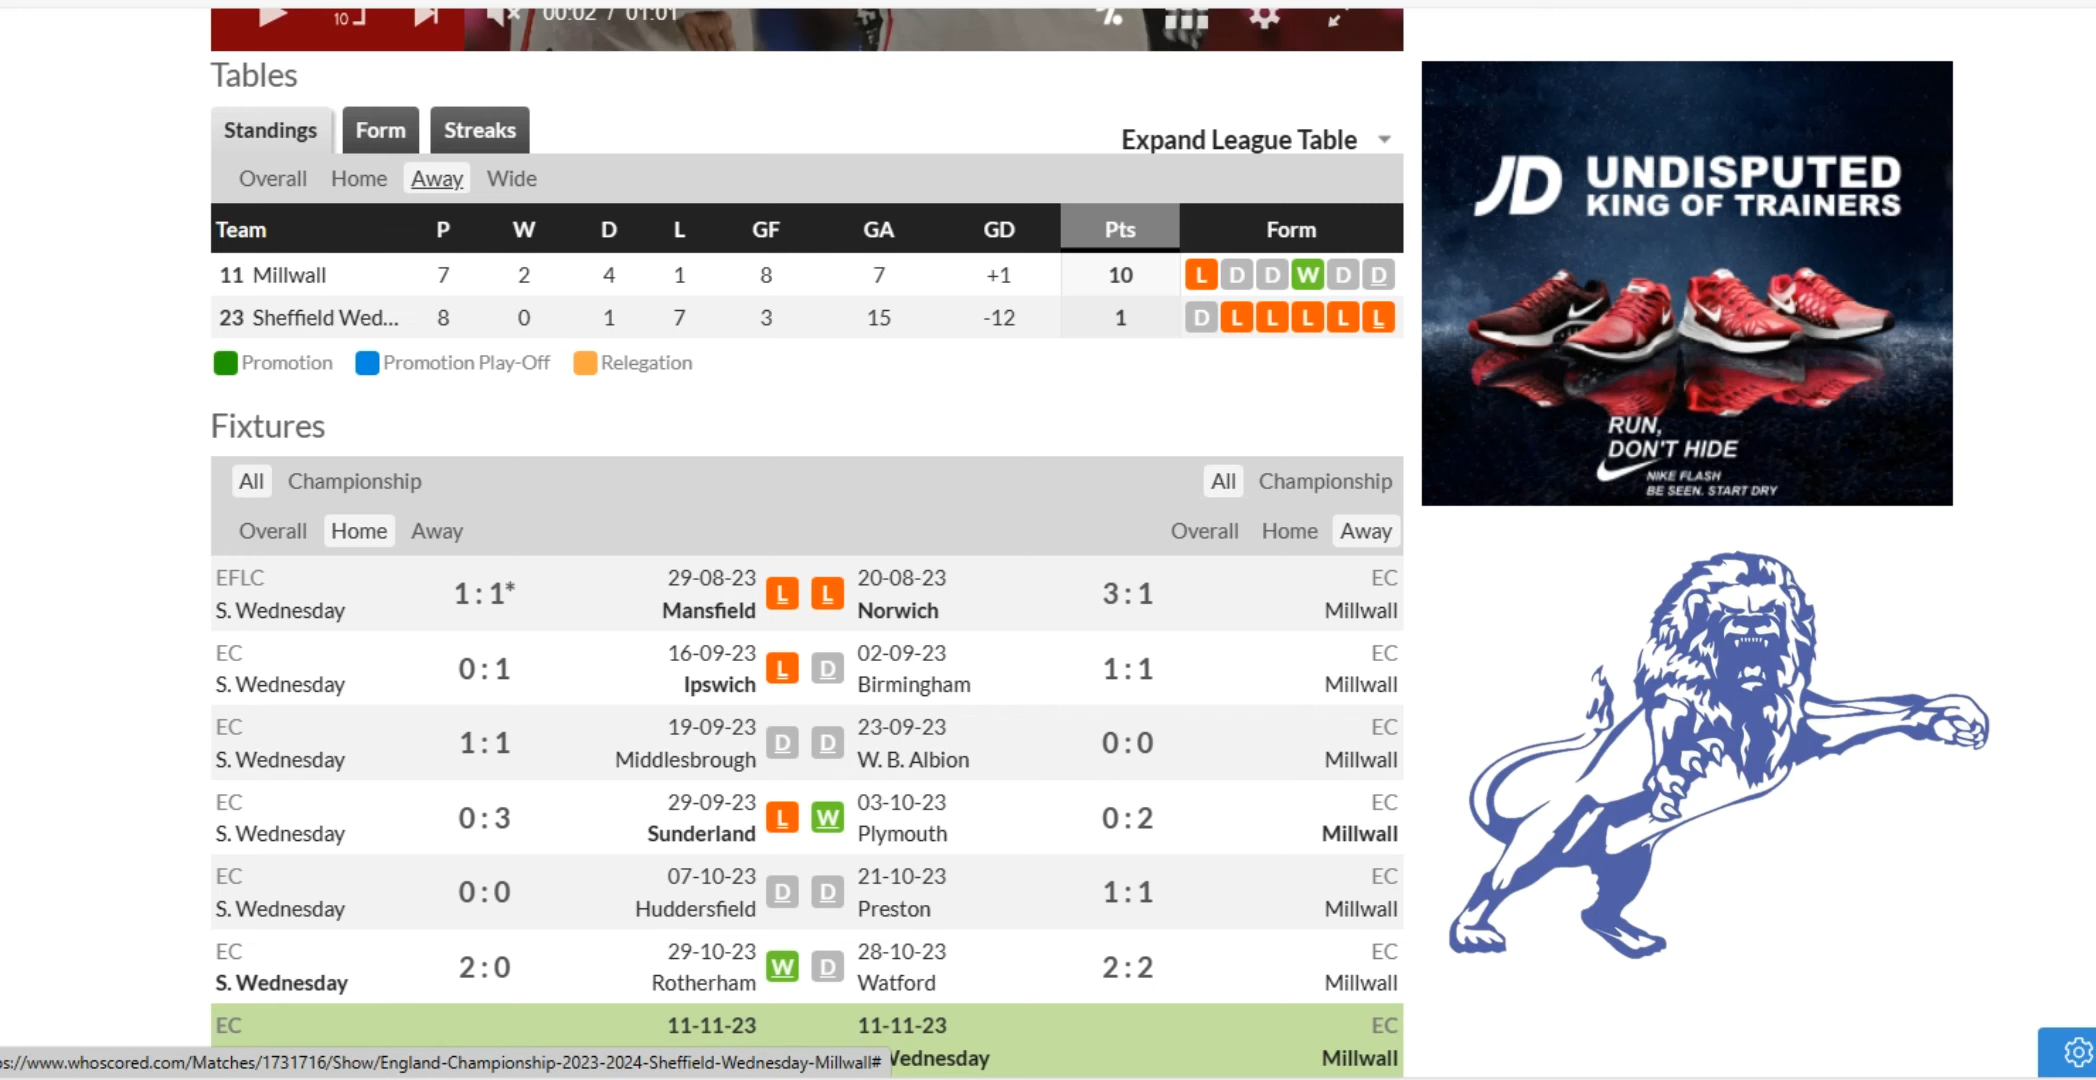 10
00:02 / 01:01
Tables
Standings Form Streaks
Expand League Table
Overall Home Away Wide
Team P W D L GF GA GD Pts Form
11 Millwall 7 2 4 1 8 7 +1 10 L D D W D D
23 Sheffield Wed... 8 0 1 7 3 15 -12 1 D L L L L L
Promotion Promotion Play-Off Relegation
Fixtures
All Championship All Championship
Overall Home Away Overall Home Away
EFLC 29-08-23 20-08-23 EC
S. Wednesday 1 : 1* Mansfield L L Norwich 3 : 1 Millwall
EC 16-09-23 02-09-23 EC
S. Wednesday 0 : 1 Ipswich L D Birmingham 1 : 1 Millwall
EC 19-09-23 23-09-23 EC
S. Wednesday 1 : 1 Middlesbrough D D W. B. Albion 0 : 0 Millwall
EC 29-09-23 03-10-23 EC
S. Wednesday 0 : 3 Sunderland L W Plymouth 0 : 2 Millwall
EC 07-10-23 21-10-23 EC
S. Wednesday 0 : 0 Huddersfield D D Preston 1 : 1 Millwall
EC 29-10-23 28-10-23 EC
S. Wednesday 2 : 0 Rotherham W D Watford 2 : 2 Millwall
EC 11-11-23 11-11-23 EC
Wednesday Millwall
ps://www.whoscored.com/Matches/1731716/Show/England-Championship-2023-2024-Sheffield-Wednesday-Millwall#
JD UNDISPUTED
KING OF TRAINERS
RUN,
DON'T HIDE
NIKE FLASH
BE SEEN. START DRY